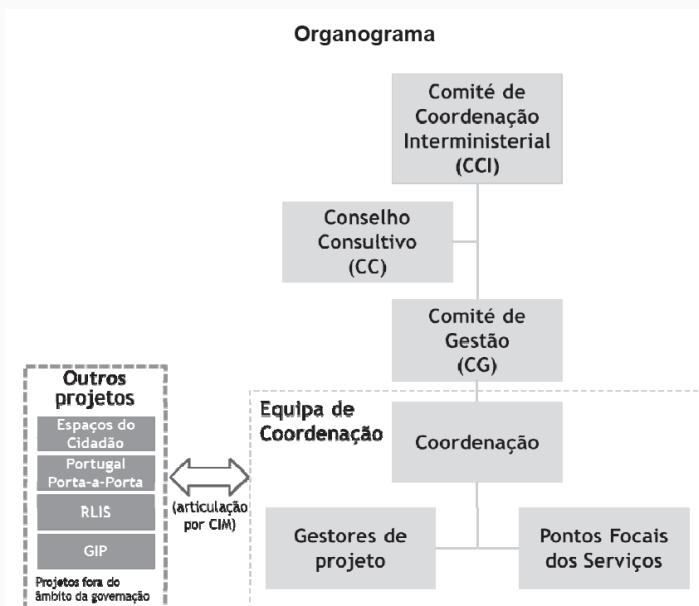 Organograma
Comité de
Coordenação
Interministerial
(CCI)
Conselho
Consultivo
(CC)
Comité de
Gestão
(CG)
Outros
projetos
Espaços do
Cidadão
Portugal
Porta-a-Porta
RLIS
GIP
Projetos fora do
âmbito da governação
(articulação
por CIM)
Equipa de
Coordenação
Coordenação
Gestores de
projeto
Pontos Focais
dos Serviços